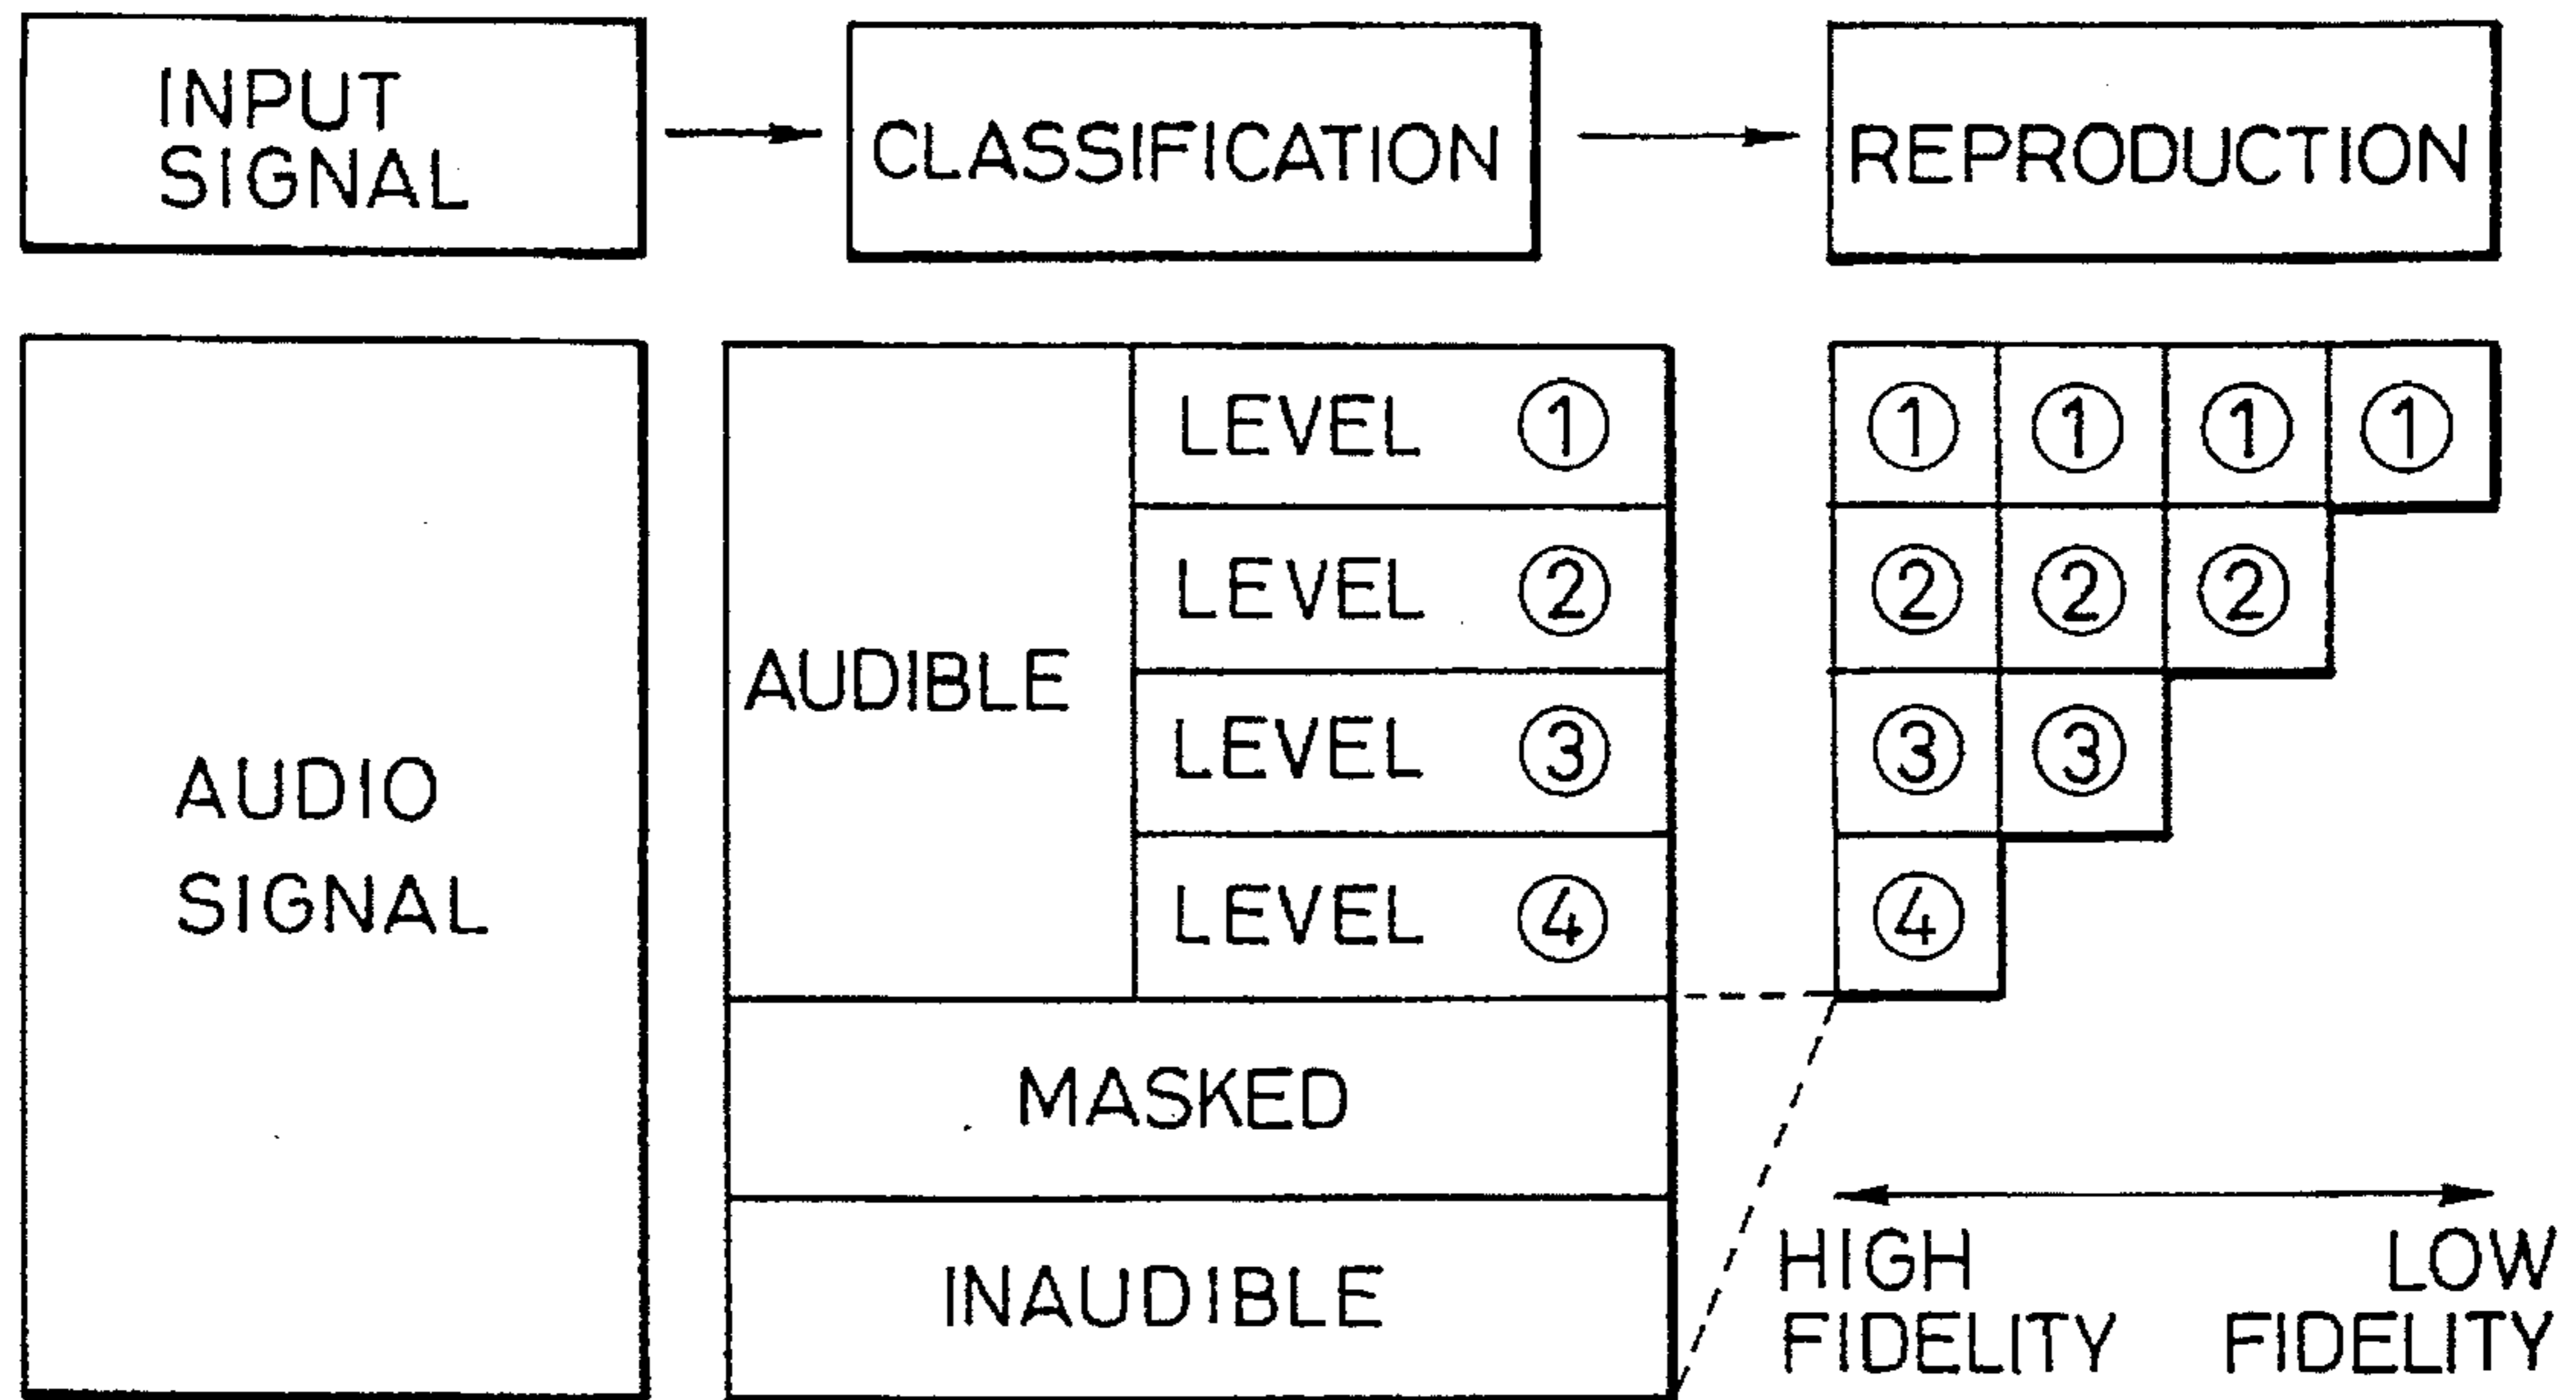 INPUT
SIGNAL
CLASSIFICATION
REPRODUCTION
AUDIO
SIGNAL
AUDIBLE
LEVEL ①
LEVEL ②
LEVEL ③
LEVEL ④
MASKED
INAUDIBLE
① ① ① ①
② ② ②
③ ③
④
HIGH
FIDELITY
LOW
FIDELITY